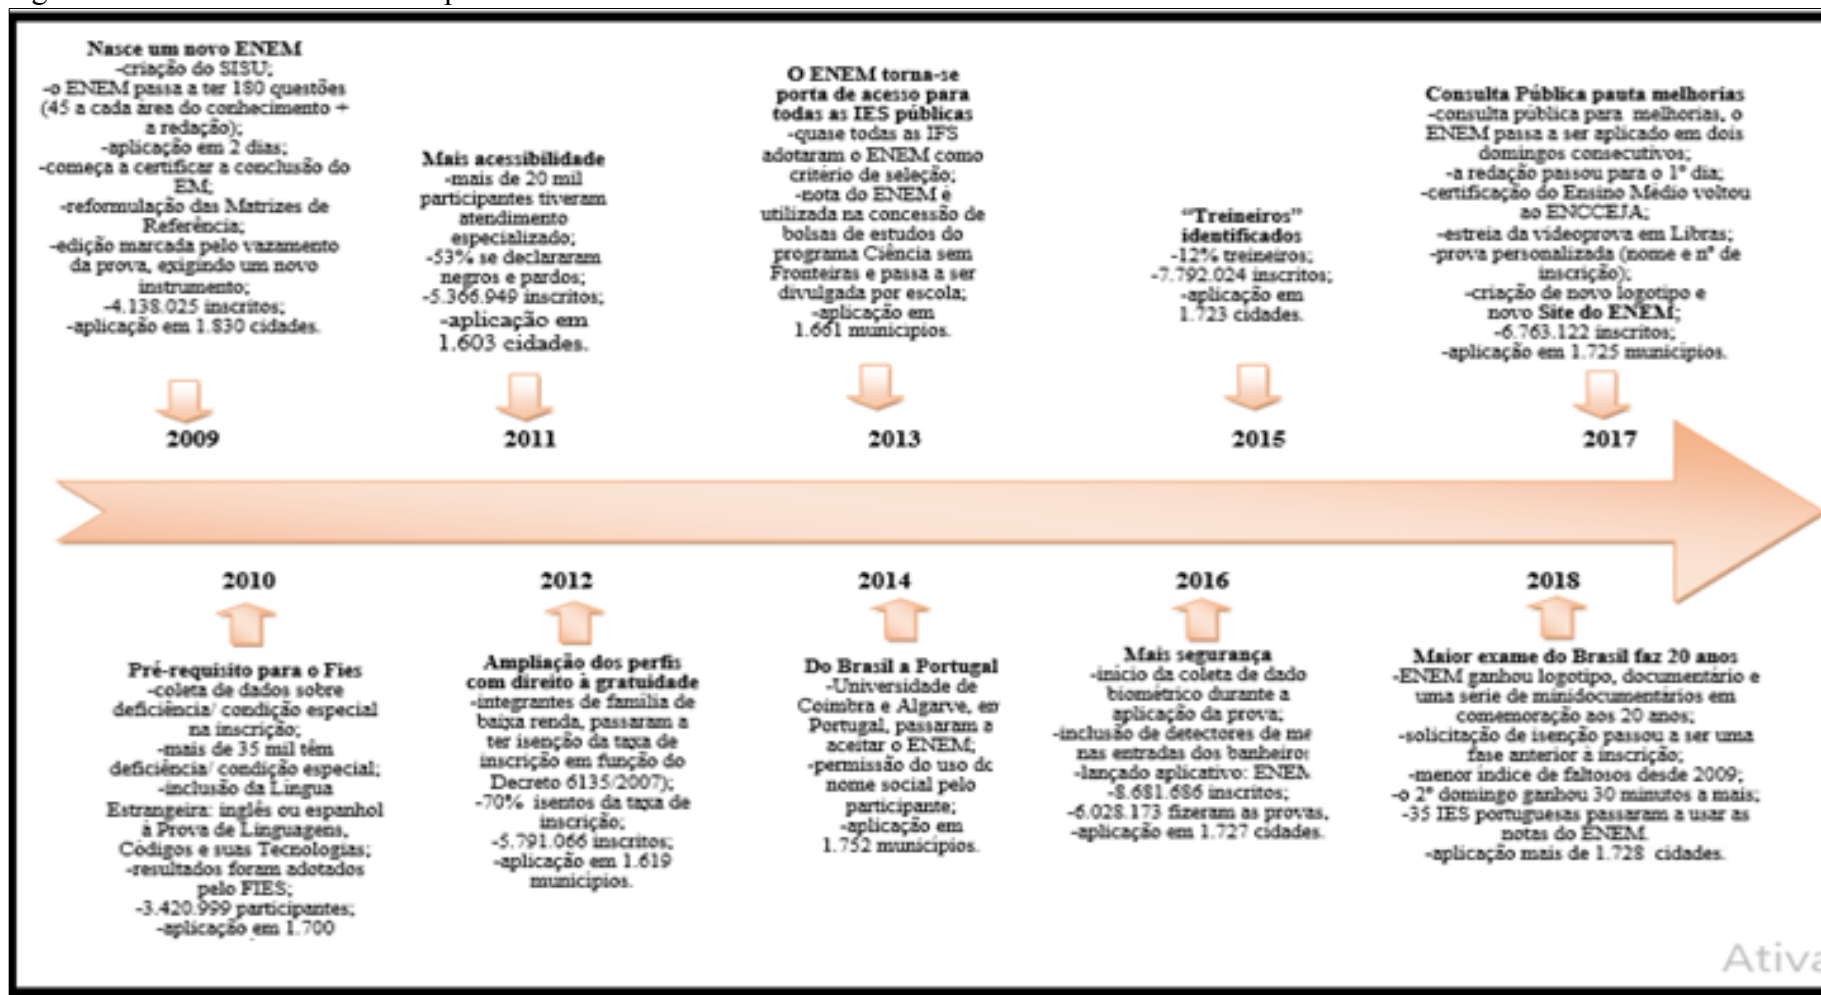 Nasce um novo ENEM
-criação do SISU;
-o ENEM passa a ter 180 questões
(45 a cada área do conhecimento +
a redação);
-aplicação em 2 dias;
-começa a certificar a conclusão do
EM;
-reformulação das Matrizes de
Referência;
-edição marcada pelo vazamento
da prova, exigindo um novo
instrumento;
-4.138.025 inscritos;
-aplicação em 1.830 cidades.
2009
Mais acessibilidade
-mais de 20 mil
participantes tiveram
atendimento
especializado;
-53% se declararam
negros e pardos;
-5.366.949 inscritos;
-aplicação em
1.603 cidades.
2011
O ENEM torna-se
porta de acesso para
todas as IES públicas
-quase todas as IFS
adotaram o ENEM como
critério de seleção;
-nota do ENEM é
utilizada na concessão de
bolsas de estudos do
programa Ciência sem
Fronteiras e passa a ser
divulgada por escola;
-aplicação em
1.661 municípios.
2013
“Treineiros”
identificados
-12% treineiros;
-7.792.024 inscritos;
-aplicação em
1.723 cidades.
2015
Consulta Pública pauta melhorias
-consulta pública para melhorias, o
ENEM passa a ser aplicado em dois
domingos consecutivos;
-a redação passou para o 1º dia;
-certificação do Ensino Médio voltou
ao ENCCEJA;
-estreia da videoprova em Libras;
-prova personalizada (nome e nº de
inscrição);
-criação de novo logotipo e
novo Site do ENEM;
-6.763.122 inscritos;
-aplicação em 1.725 municípios.
2017
2010
Pré-requisito para o Fies
-coleta de dados sobre
deficiência/ condição especial
na inscrição;
-mais de 35 mil têm
deficiência/ condição especial;
-inclusão da Língua
Estrangeira: inglês ou espanhol
à Prova de Linguagens,
Códigos e suas Tecnologias;
-resultados foram adotados
pelo FIES;
-3.420.999 participantes;
-aplicação em 1.700
2012
Ampliação dos perfis
com direito à gratuidade
-integrantes de família de
baixa renda, passaram a
ter isenção da taxa de
inscrição em função do
Decreto 6135/2007);
-70% isentos da taxa de
inscrição;
-5.791.066 inscritos;
-aplicação em 1.619
municípios.
2014
Do Brasil a Portugal
-Universidade de
Coimbra e Algarve, em
Portugal, passaram a
aceitar o ENEM;
-permissão do uso do
nome social pelo
participante;
-aplicação em
1.752 municípios.
2016
Mais segurança
-início da coleta de dado
biométrico durante a
aplicação da prova;
-inclusão de detectores de me
nas entradas dos banheiros
-lançado aplicativo: ENEM
-8.681.686 inscritos;
-6.028.173 fizeram as provas,
-aplicação em 1.727 cidades.
2018
Maior exame do Brasil faz 20 anos
-ENEM ganhou logotipo, documentário e
uma serie de minidocumentários em
comemoração aos 20 anos;
-solicitação de isenção passou a ser uma
fase anterior à inscrição;
-menor índice de faltosos desde 2009;
-o 2º domingo ganhou 30 minutos a mais;
-35 IES portuguesas passaram a usar as
notas do ENEM.
-aplicação mais de 1.728 cidades.
Ativa